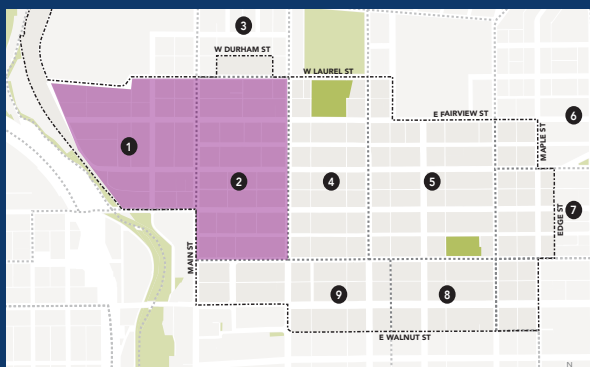 3
W DURHAM ST
W LAUREL ST
E FAIRVIEW ST
6
MAPLE ST
1
2
4
5
7
EDGE ST
MAIN ST
9
8
E WALNUT ST
N